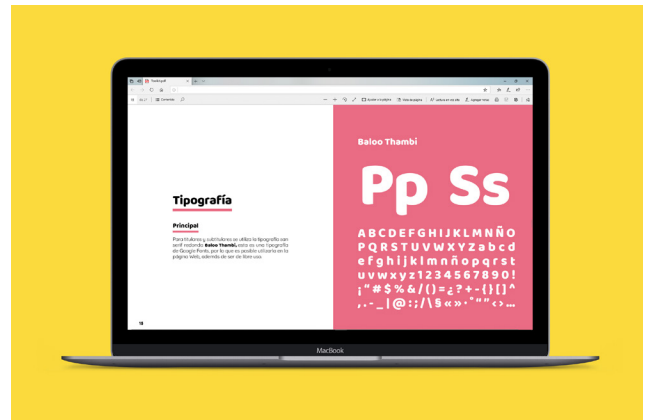 Tipografía
Principal
Para titulares y subtitulares se utiliza la tipografía san
serif redonda Baloo Thambi, esta es una tipografía
de Google Fonts, por lo que es posible utilizarla en la
página Web, además de ser de libre uso.
18
Baloo Thambi
Pp Ss
ABCDEFGHIJKLMNÑO
PQRSTUVWXYZabcd
efghijklmnñopqrst
uvwxyz1234567890!
¡"#$%&/()=¿?+-{}[]^
,.-_|@:;/\§«»·°“”‹›…
MacBook